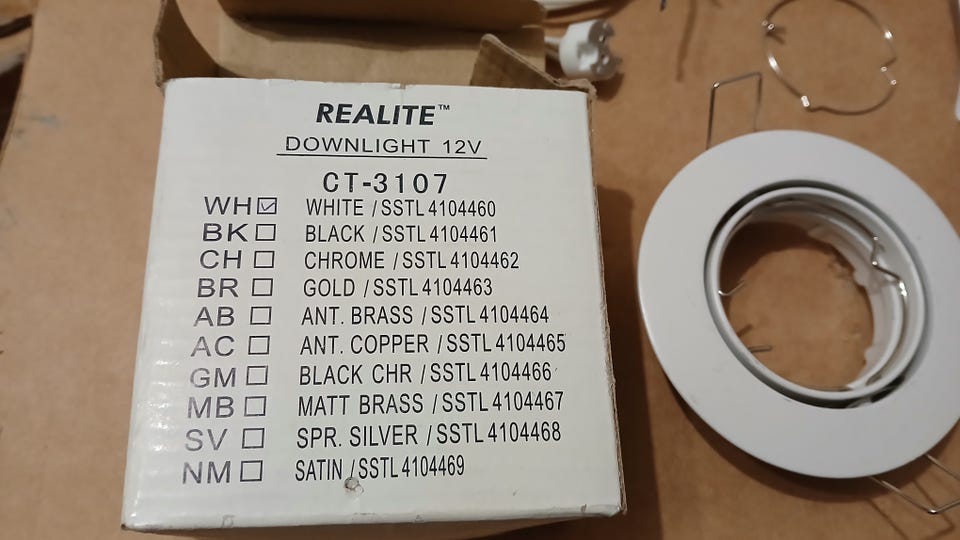 REALITE™
DOWNLIGHT 12V
CT-3107
WH☑ WHITE / SSTL 4104460
BK☐ BLACK / SSTL 4104461
CH☐ CHROME / SSTL 4104462
BR☐ GOLD / SSTL 4104463
AB☐ ANT. BRASS / SSTL 4104464
AC☐ ANT. COPPER / SSTL 4104465
GM☐ BLACK CHR / SSTL 4104466
MB☐ MATT BRASS / SSTL 4104467
SV☐ SPR. SILVER / SSTL 4104468
NM☐ SATIN / SSTL 4104469